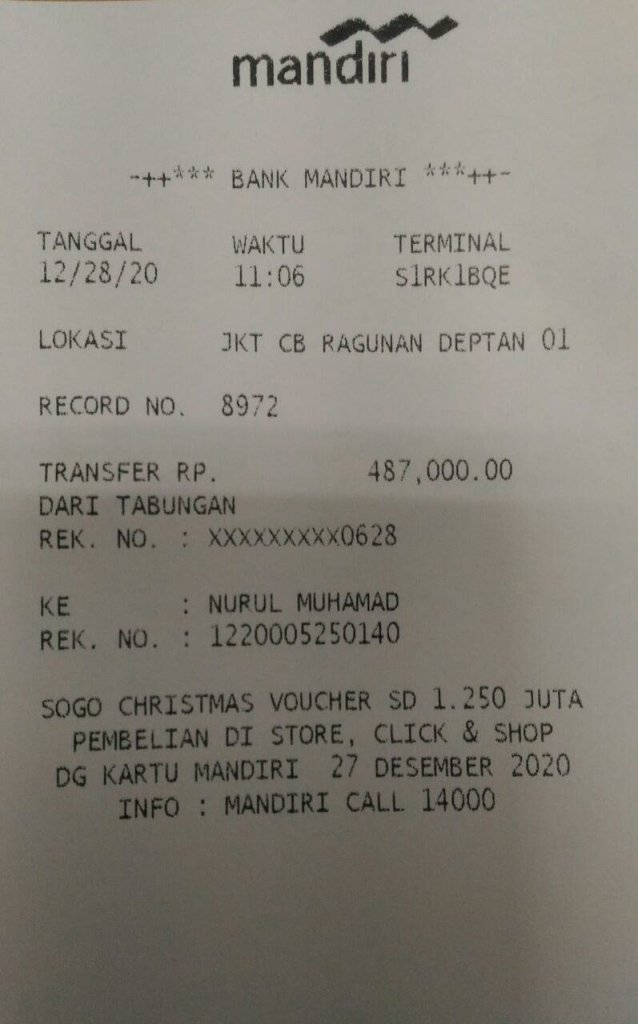 mandiri
-++*** BANK MANDIRI ***++-
TANGGAL WAKTU TERMINAL
12/28/20 11:06 S1RK1BQE
LOKASI JKT CB RAGUNAN DEPTAN 01
RECORD NO. 8972
TRANSFER RP. 487,000.00
DARI TABUNGAN
REK. NO. : XXXXXXXXX0628
KE : NURUL MUHAMAD
REK. NO. : 1220005250140
SOGO CHRISTMAS VOUCHER SD 1.250 JUTA
PEMBELIAN DI STORE, CLICK & SHOP
DG KARTU MANDIRI 27 DESEMBER 2020
INFO : MANDIRI CALL 14000